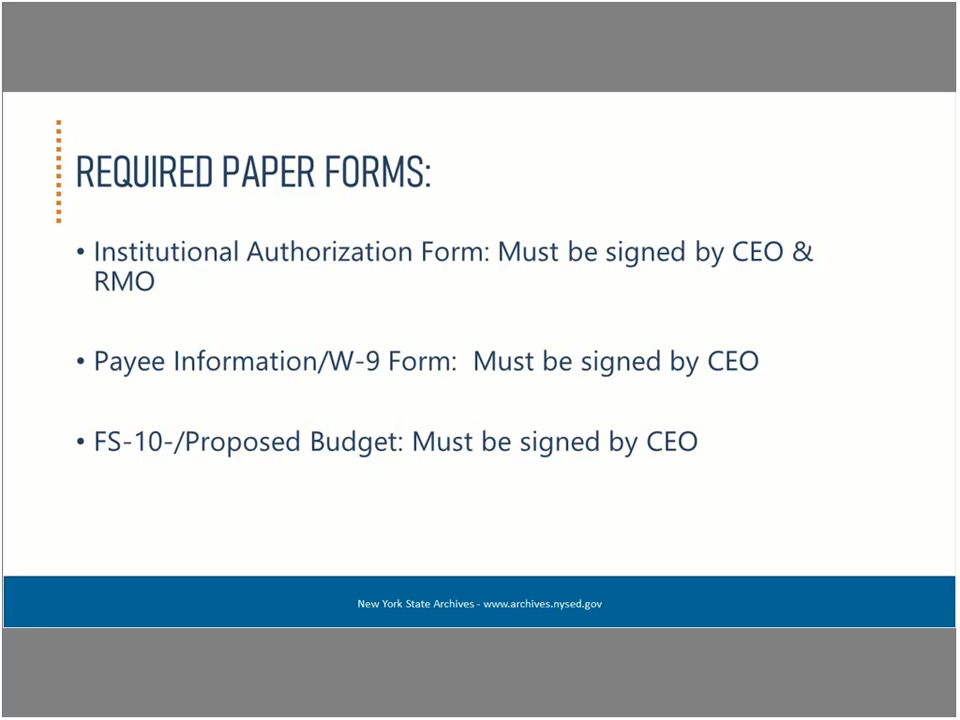 REQUIRED PAPER FORMS:
• Institutional Authorization Form: Must be signed by CEO &
RMO
• Payee Information/W-9 Form:  Must be signed by CEO
• FS-10-/Proposed Budget: Must be signed by CEO
New York State Archives - www.archives.nysed.gov